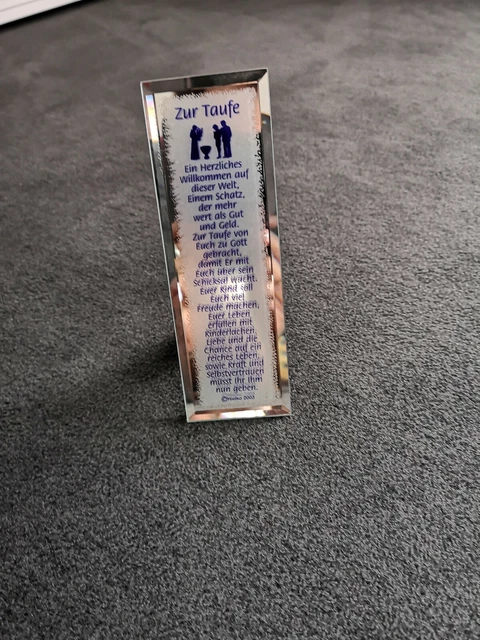 Zur Taufe
Ein Herzliches
Willkommen auf
dieser Welt,
Einem Schatz,
der mehr
wert als Gut
und Geld.
Zur Taufe von
Euch zu Gott
gebracht,
damit Er mit
Euch über sein
Schicksal wacht.
Euer Kind soll
Euch viel
Freude machen,
Euer Leben
erfüllen mit
Kinderlachen,
Liebe und die
Chance auf ein
reiches Leben,
sowie Kraft und
Selbstvertrauen
müsst Ihr Ihm
nun geben.
2003